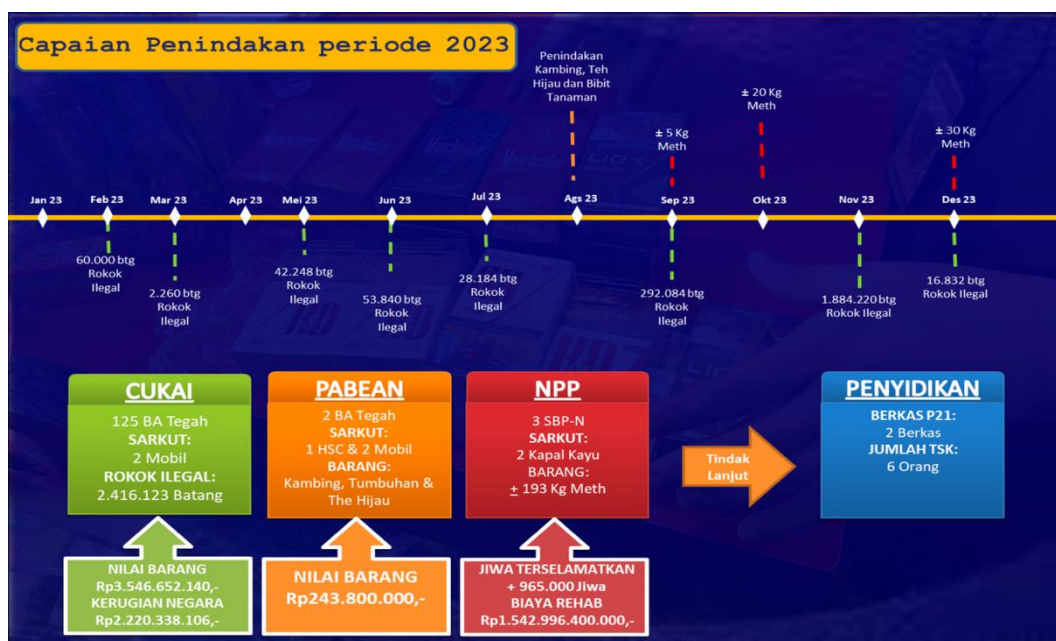 Capaian Penindakan periode 2023
Penindakan
Kambing, Teh
Hijau dan Bibit
Tanaman
± 5 Kg
Meth
± 20 Kg
Meth
± 30 Kg
Meth
Jan 23
Feb 23
Mar 23
Apr 23
Mei 23
Jun 23
Jul 23
Ags 23
Sep 23
Okt 23
Nov 23
Des 23
60.000 btg
Rokok
Ilegal
2.260 btg
Rokok
Ilegal
42.248 btg
Rokok
Ilegal
53.840 btg
Rokok
Ilegal
28.184 btg
Rokok
Ilegal
292.084 btg
Rokok
Ilegal
1.884.220 btg
Rokok Ilegal
16.832 btg
Rokok Ilegal
CUKAI
125 BA Tegah
SARKUT:
2 Mobil
ROKOK ILEGAL:
2.416.123 Batang
NILAI BARANG
Rp3.546.652.140,-
KERUGIAN NEGARA
Rp2.220.338.106,-
PABEAN
2 BA Tegah
SARKUT:
1 HSC & 2 Mobil
BARANG:
Kambing, Tumbuhan &
The Hijau
NILAI BARANG
Rp243.800.000,-
NPP
3 SBP-N
SARKUT:
2 Kapal Kayu
BARANG:
± 193 Kg Meth
JIWA TERSELAMATKAN
+ 965.000 Jiwa
BIAYA REHAB
Rp1.542.996.400.000,-
Tindak
Lanjut
PENYIDIKAN
BERKAS P21:
2 Berkas
JUMLAH TSK:
6 Orang